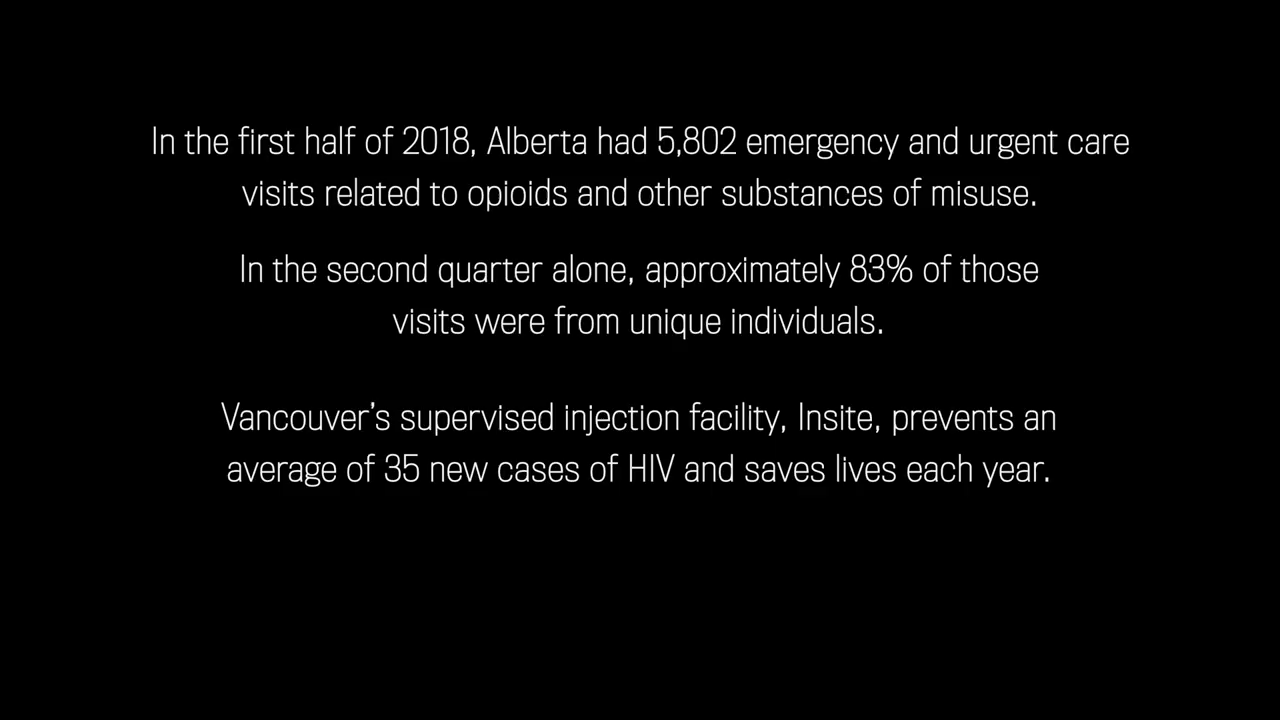 In the first half of 2018, Alberta had 5,802 emergency and urgent care
visits related to opioids and other substances of misuse.
In the second quarter alone, approximately 83% of those
visits were from unique individuals.
Vancouver's supervised injection facility, Insite, prevents an
average of 35 new cases of HIV and saves lives each year.